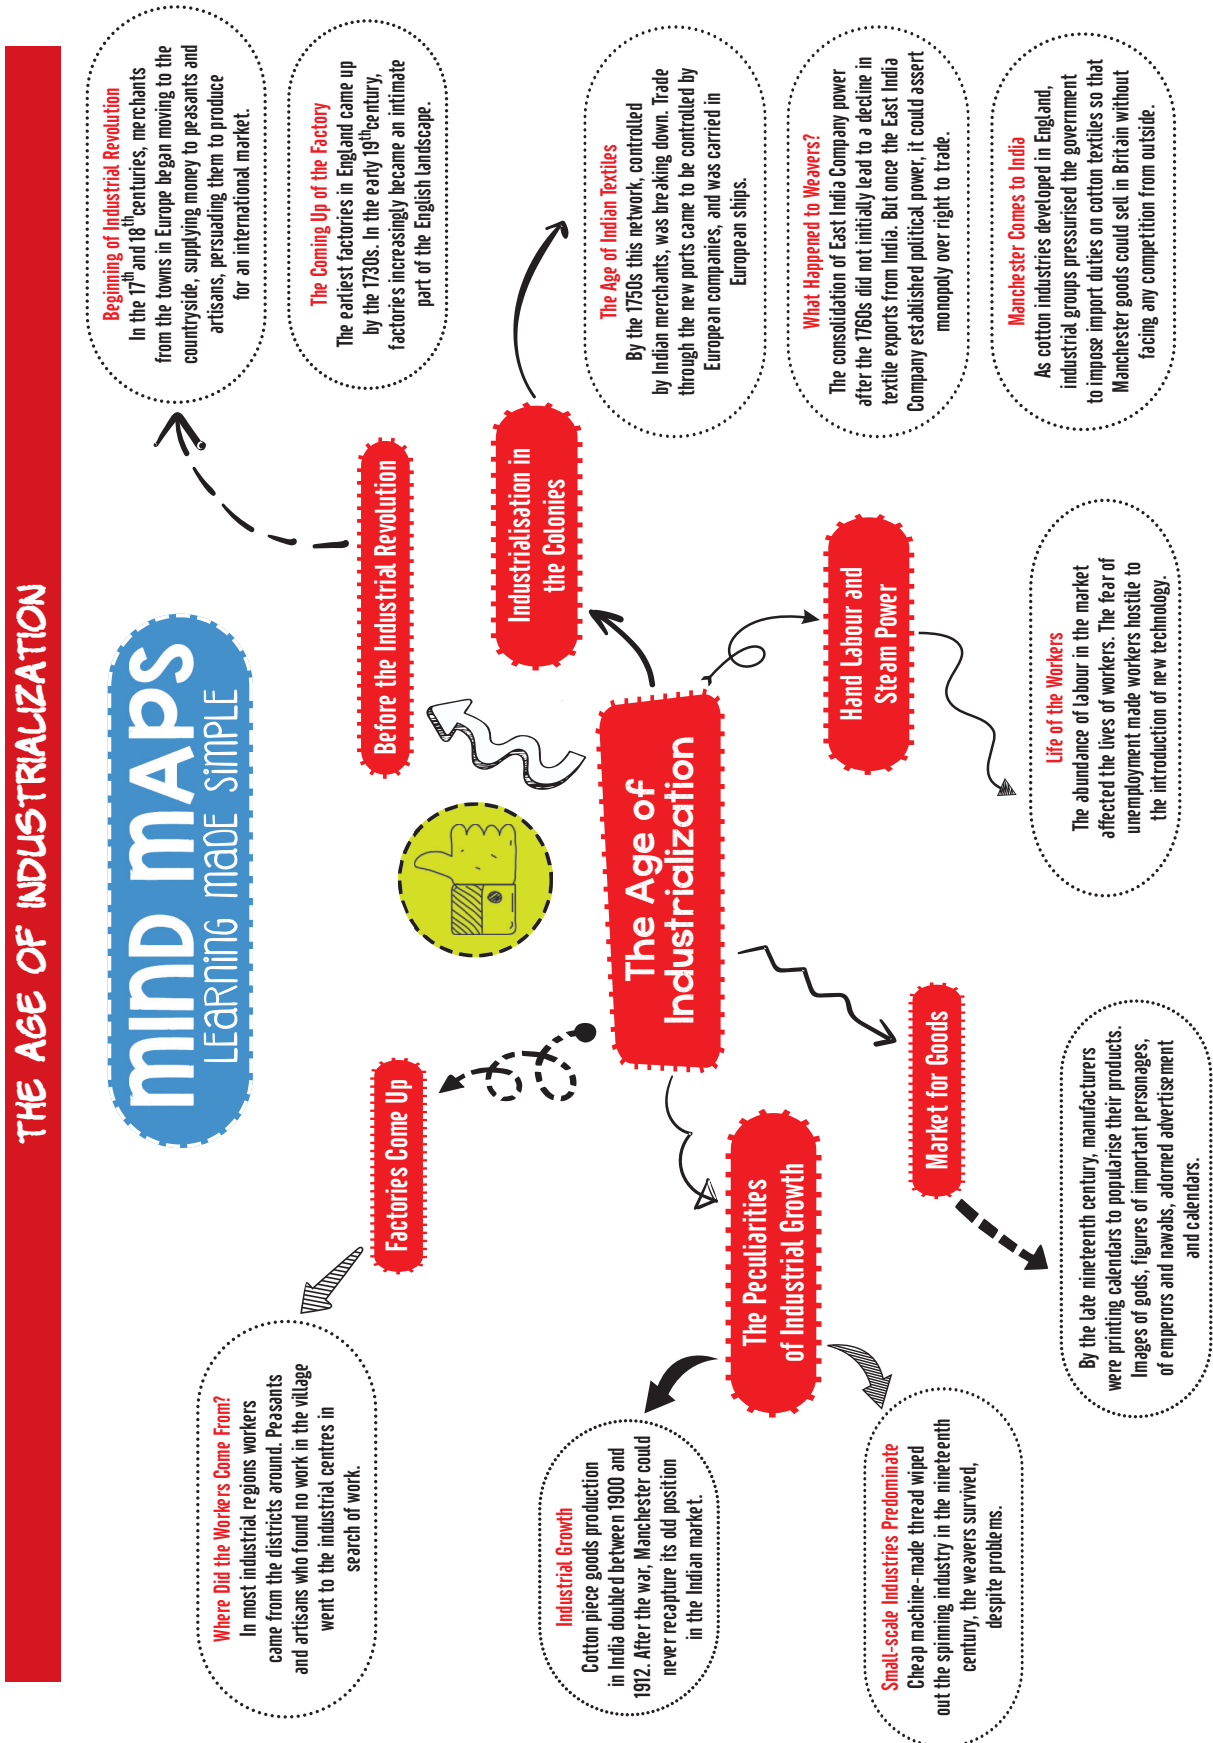 THE AGE OF INDUSTRIALIZATION
MIND MAPS
LEARNING MADE SIMPLE
Where Did the Workers Come From?
In most industrial regions workers
came from the districts around. Peasants
and artisans who found no work in the village
went to the industrial centres in
search of work.
Factories Come Up
Before the Industrial Revolution
Beginning of Industrial Revolution
In the 17th and 18th centuries, merchants
from the towns in Europe began moving to the
countryside, supplying money to peasants and
artisans, persuading them to produce
for an international market.
The Coming Up of the Factory
The earliest factories in England came up
by the 1730s. In the early 19th century,
factories increasingly became an intimate
part of the English landscape.
Industrialisation in
the Colonies
The Age of Indian Textiles
By the 1750s this network, controlled
by Indian merchants, was breaking down. Trade
through the new ports came to be controlled by
European companies, and was carried in
European ships.
What Happened to Weavers?
The consolidation of East India Company power
after the 1760s did not initially lead to a decline in
textile exports from India. But once the East India
Company established political power, it could assert
monopoly over right to trade.
Manchester Comes to India
As cotton industries developed in England,
industrial groups pressurised the government
to impose import duties on cotton textiles so that
Manchester goods could sell in Britain without
facing any competition from outside.
The Age of
Industrialization
Industrial Growth
Cotton piece goods production
in India doubled between 1900 and
1912. After the war, Manchester could
never recapture its old position
in the Indian market.
The Peculiarities
of Industrial Growth
Small-scale Industries Predominate
Cheap machine-made thread wiped
out the spinning industry in the nineteenth
century, the weavers survived,
despite problems.
Market for Goods
By the late nineteenth century, manufacturers
were printing calendars to popularise their products.
Images of gods, figures of important personages,
of emperors and nawabs, adorned advertisement
and calendars.
Hand Labour and
Steam Power
Life of the Workers
The abundance of labour in the market
affected the lives of workers. The fear of
unemployment made workers hostile to
the introduction of new technology.